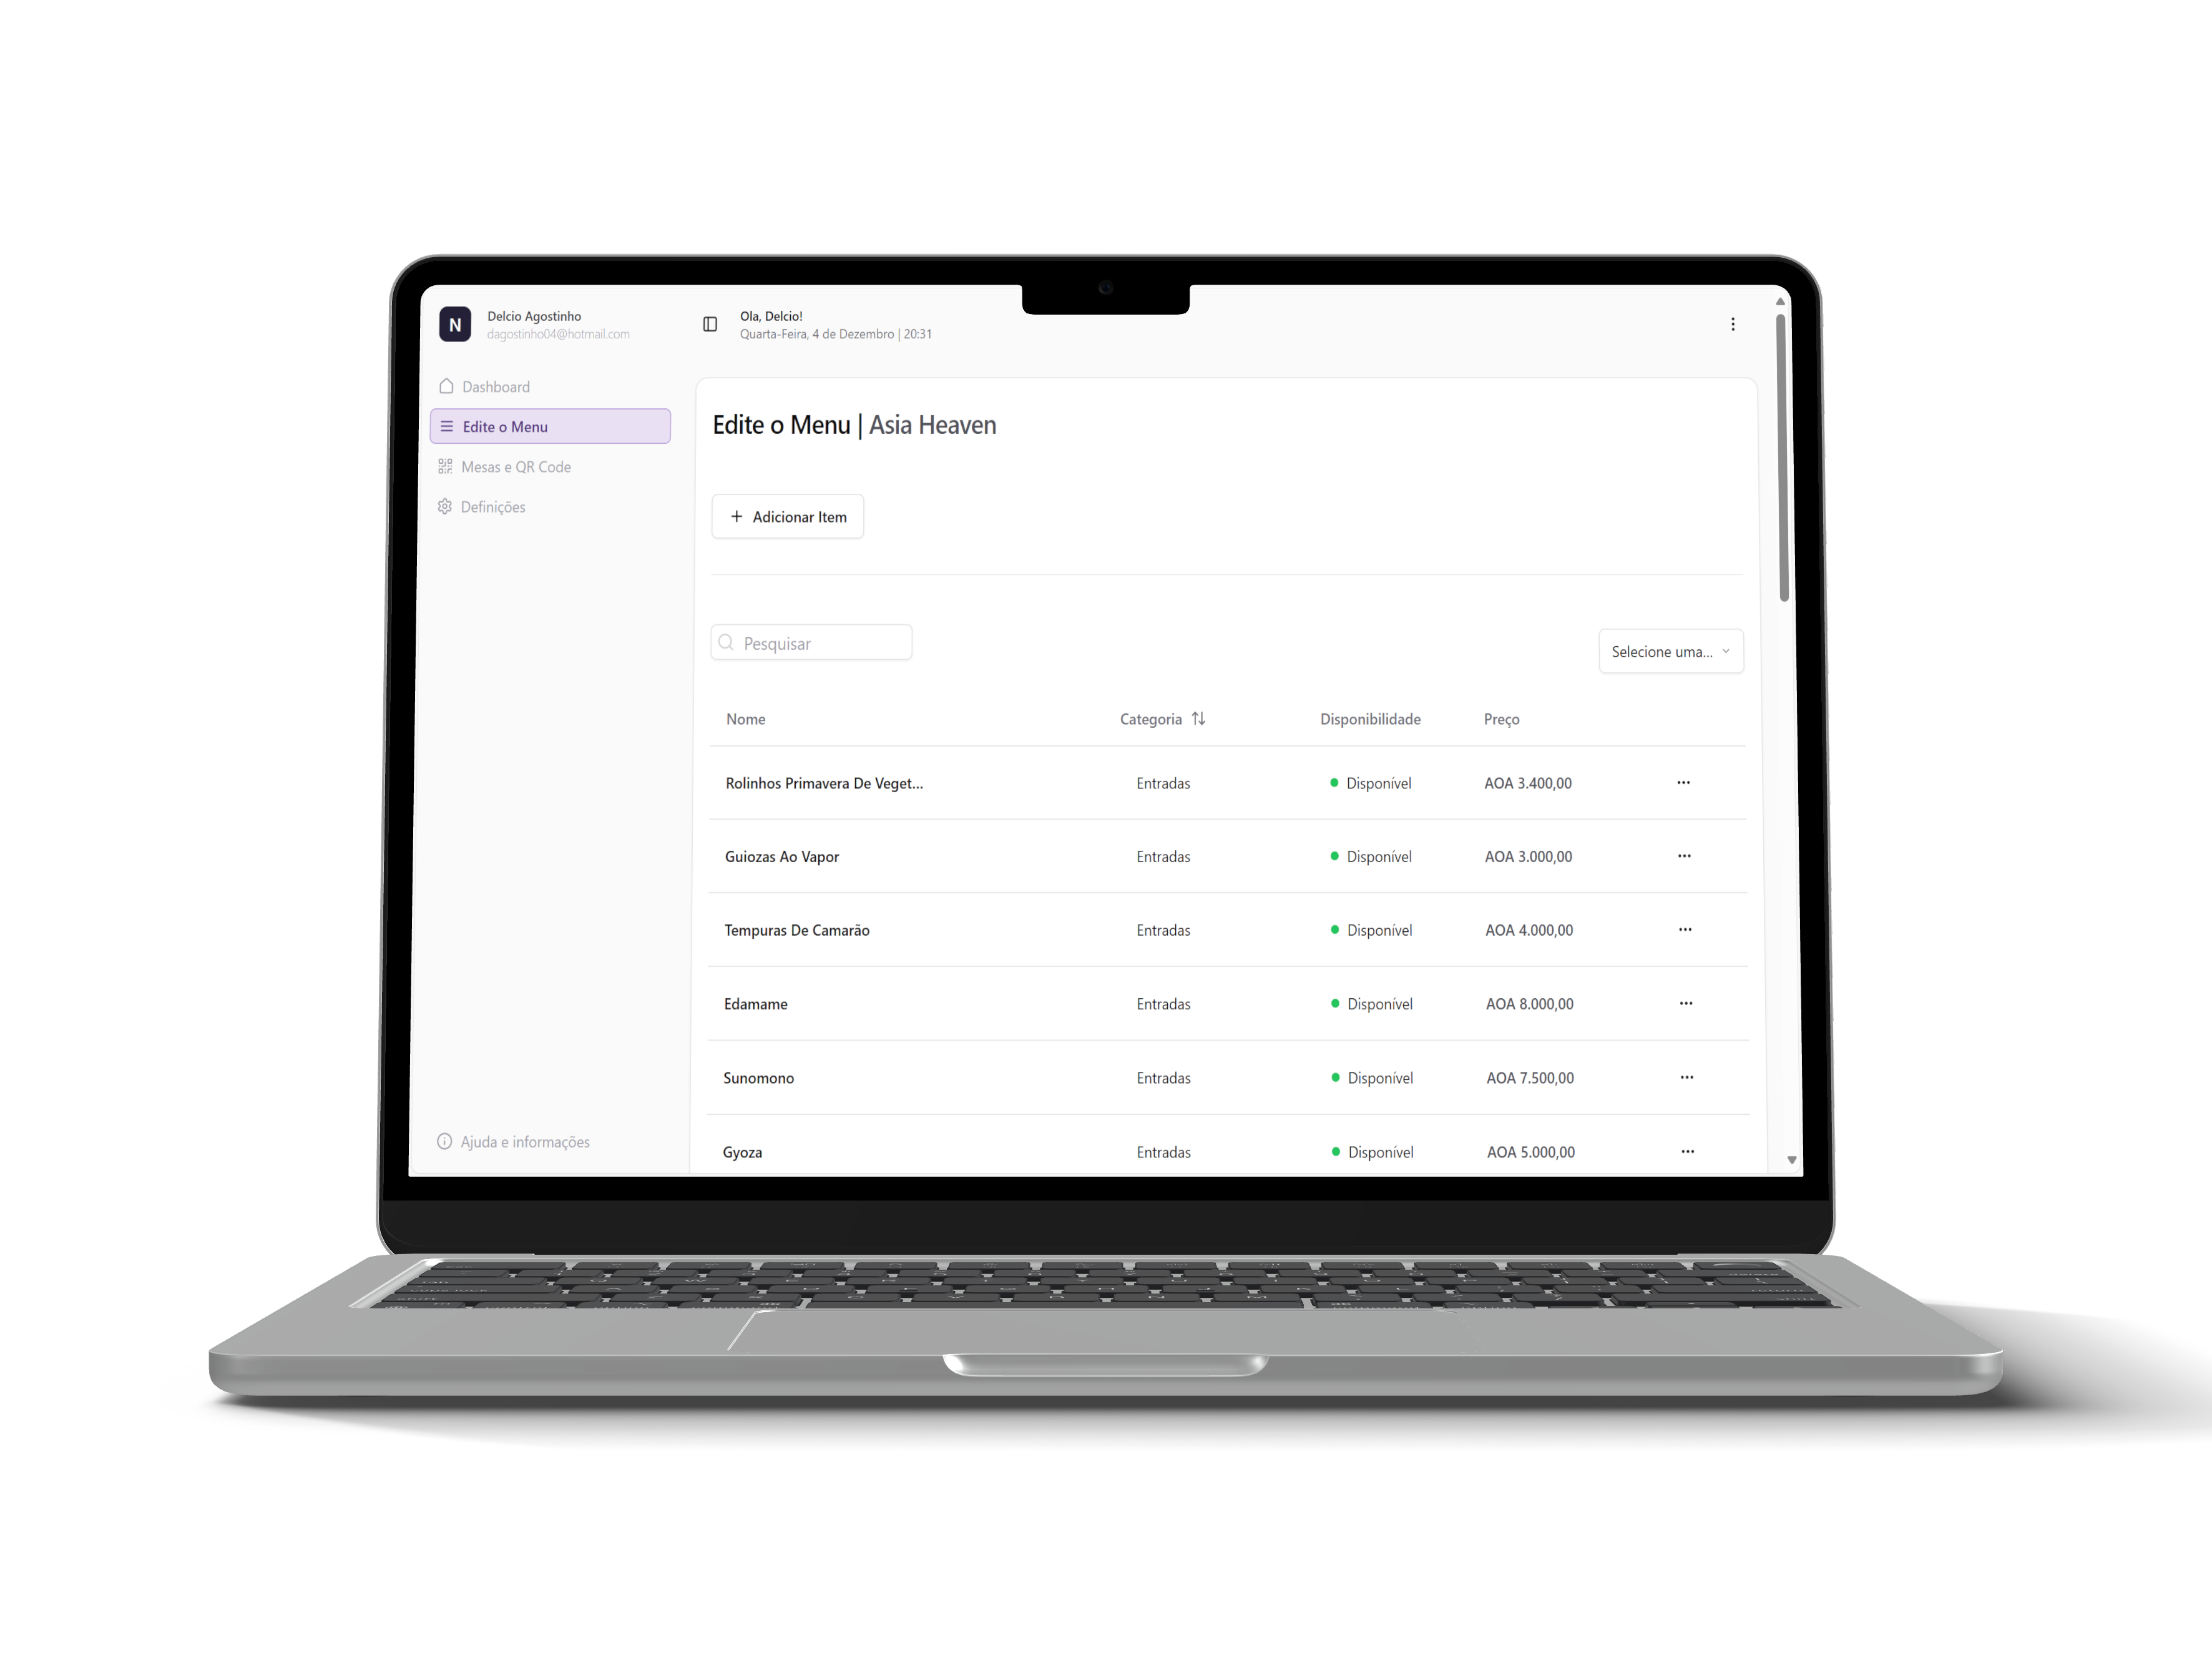 N
Delcio Agostinho
dagostinho04@hotmail.com
Ola, Delcio!
Quarta-Feira, 4 de Dezembro | 20:31
Dashboard
Edite o Menu
Mesas e QR Code
Definições
Ajuda e informações
Edite o Menu | Asia Heaven
+ Adicionar Item
Pesquisar
Selecione uma...
Nome Categoria Disponibilidade Preço
Rolinhos Primavera De Veget... Entradas Disponível AOA 3.400,00
Guiozas Ao Vapor Entradas Disponível AOA 3.000,00
Tempuras De Camarão Entradas Disponível AOA 4.000,00
Edamame Entradas Disponível AOA 8.000,00
Sunomono Entradas Disponível AOA 7.500,00
Gyoza Entradas Disponível AOA 5.000,00